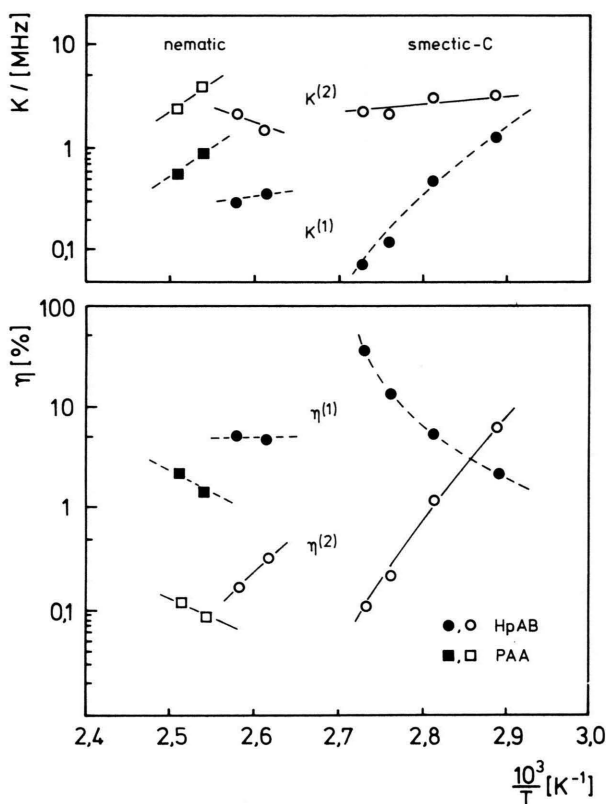 K / [MHz]
nematic
smectic-C
10
1
0,1
K(2)
K(1)
η [%]
100
10
1
0,1
η(1)
η(2)
●,○ HpAB
■,□ PAA
2,4
2,5
2,6
2,7
2,8
2,9
3,0
10³/T [K⁻¹]